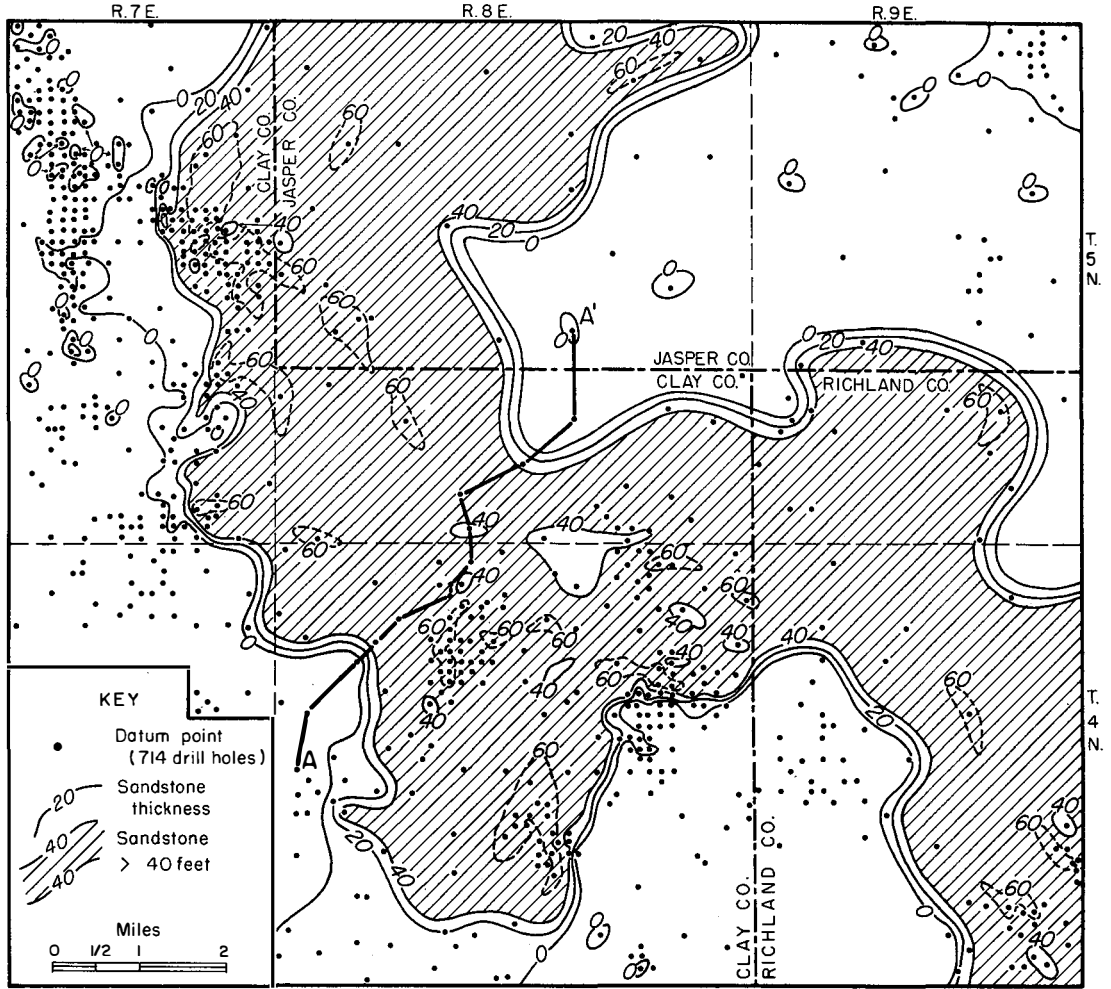 R.7E. R.8E. R.9E.
T. 5 N.
T. 4 N.
CLAY CO.
JASPER CO.
JASPER CO.
CLAY CO.
RICHLAND CO.
CLAY CO.
RICHLAND CO.
A'
A
0
20
40
60
KEY
Datum point
(714 drill holes)
20 Sandstone
thickness
40 Sandstone
40 > 40 feet
Miles
0 1/2 1 2